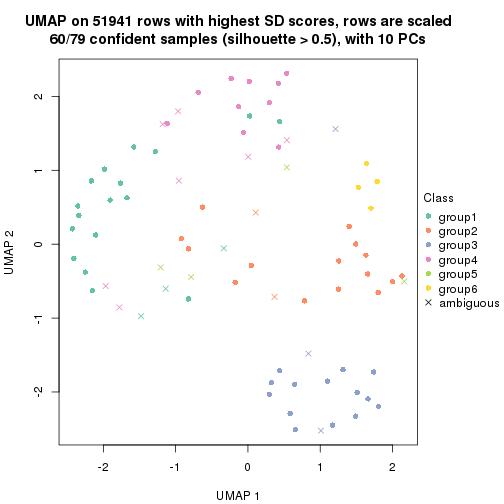 UMAP on 51941 rows with highest SD scores, rows are scaled
60/79 confident samples (silhouette > 0.5), with 10 PCs
2
1
0
-1
-2
UMAP 2
-2
-1
0
1
2
UMAP 1
Class
group1
group2
group3
group4
group5
group6
ambiguous